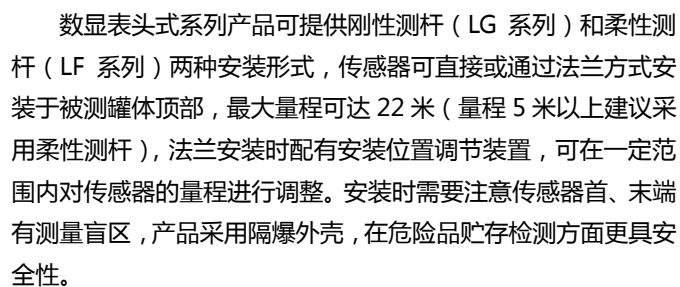 数显表头式系列产品可提供刚性测杆（LG 系列）和柔性测
杆（LF 系列）两种安装形式，传感器可直接或通过法兰方式安
装于被测罐体顶部，最大量程可达 22 米（量程 5 米以上建议采
用柔性测杆），法兰安装时配有安装位置调节装置，可在一定范
围内对传感器的量程进行调整。安装时需要注意传感器首、末端
有测量盲区，产品采用隔爆外壳，在危险品贮存检测方面更具安
全性。